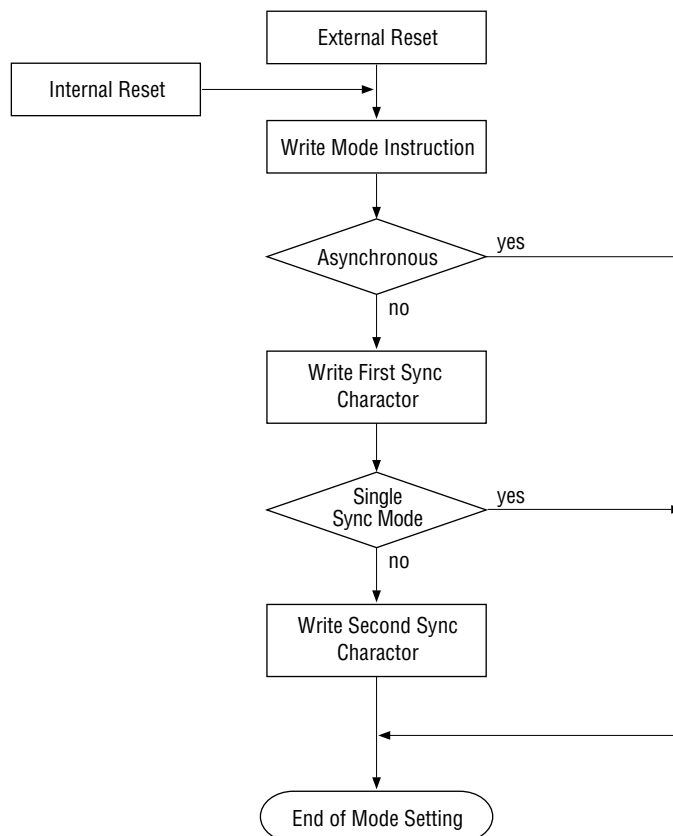 External Reset
Internal Reset
Write Mode Instruction
Asynchronous
yes
no
Write First Sync
Charactor
Single
Sync Mode
yes
no
Write Second Sync
Charactor
End of Mode Setting